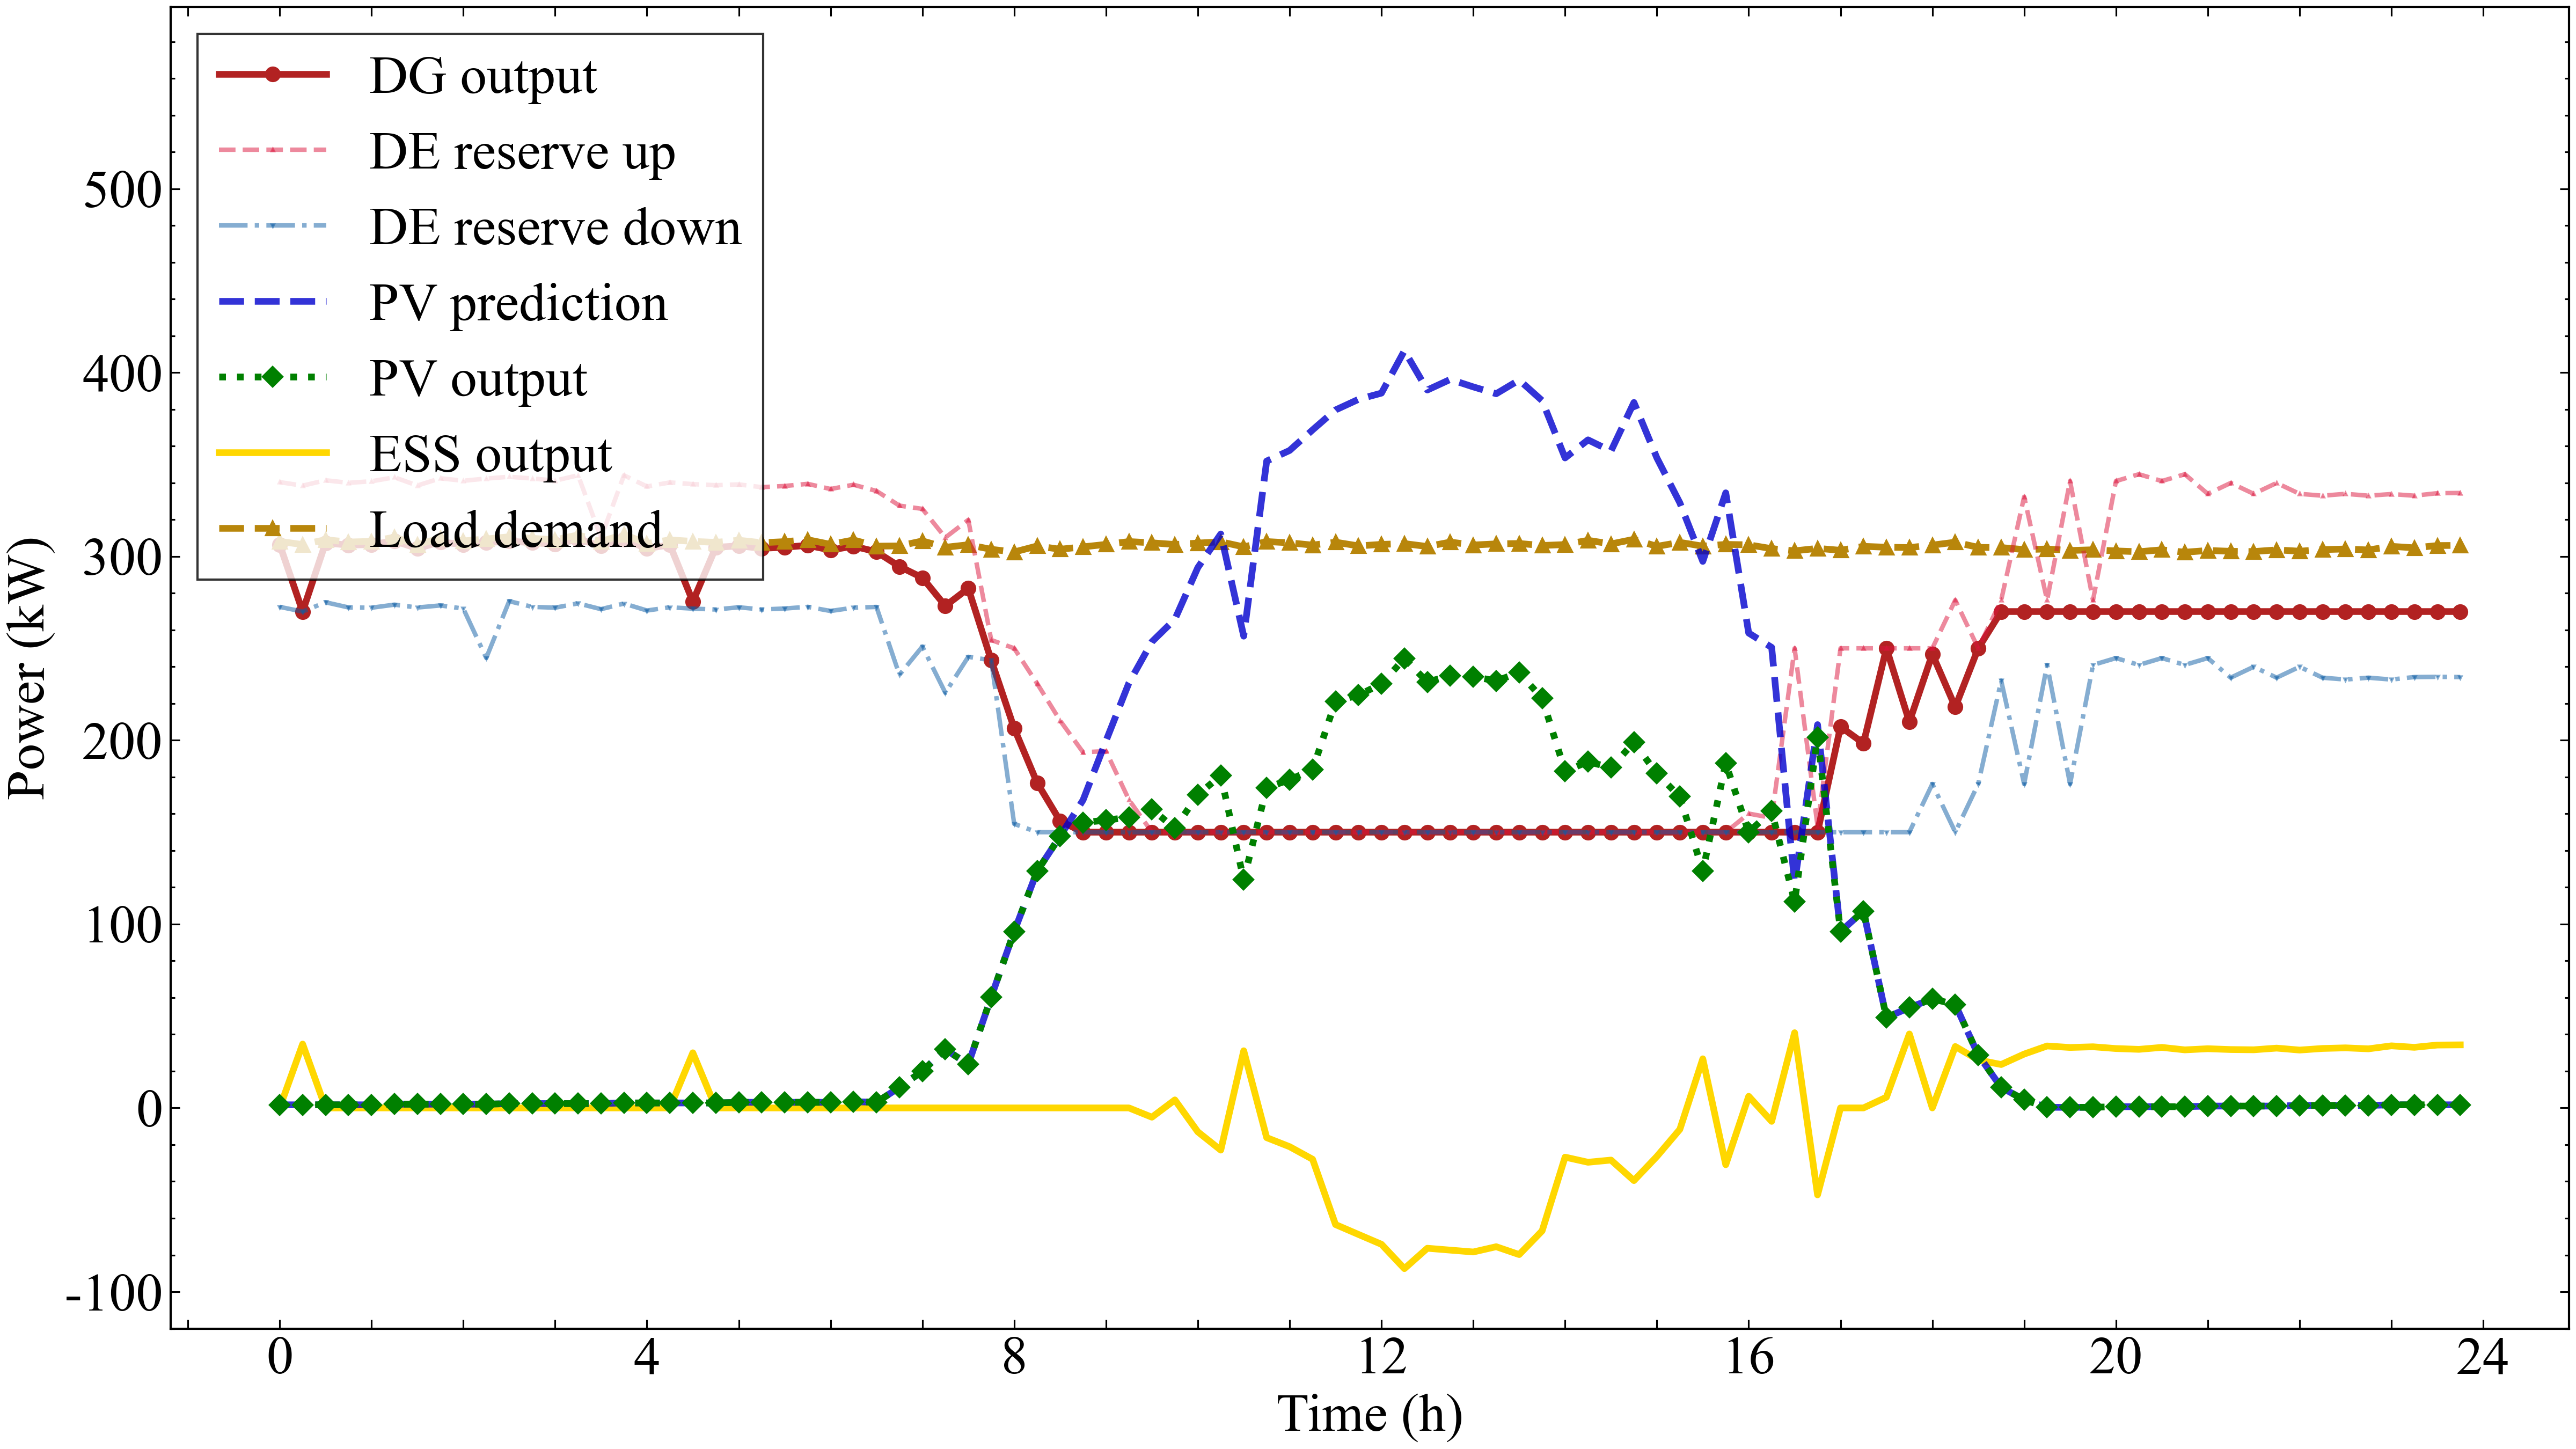 DG output
DE reserve up
DE reserve down
PV prediction
PV output
ESS output
Load demand
500
400
300
200
100
0
-100
Power (kW)
0 4 8 12 16 20 24
Time (h)